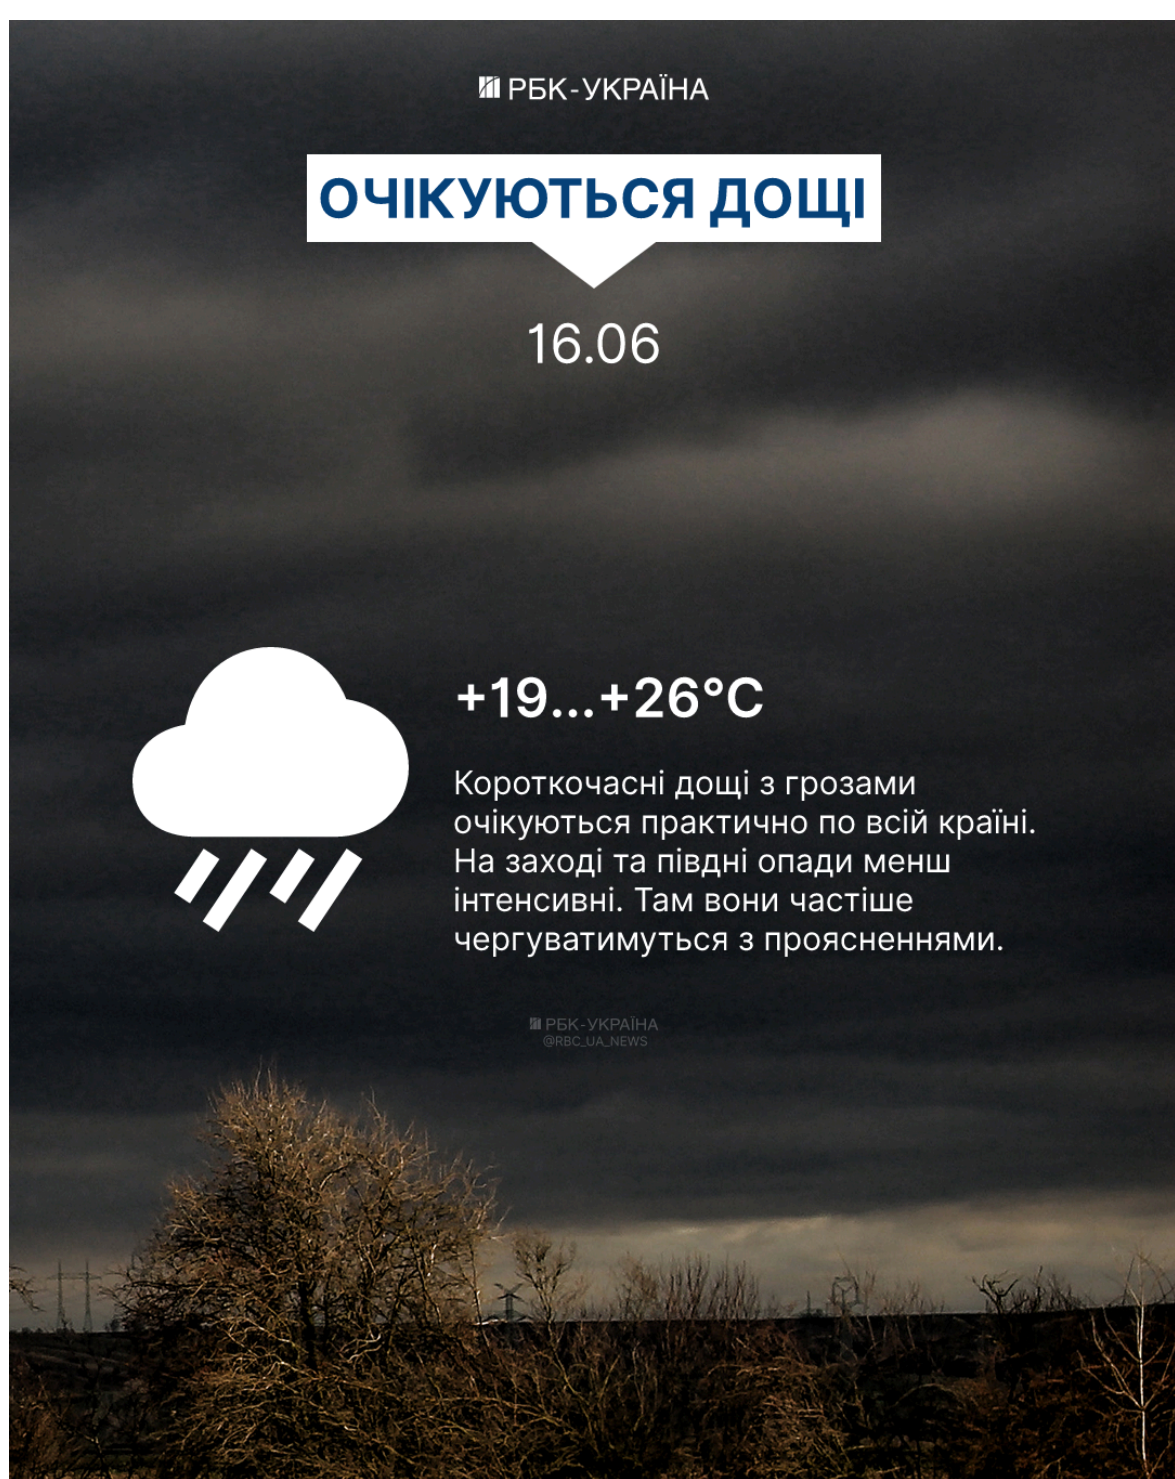 РБК-УКРАЇНА
ОЧІКУЮТЬСЯ ДОЩІ
16.06
+19...+26°C
Короткочасні дощі з грозами
очікуються практично по всій країні.
На заході та півдні опади менш
інтенсивні. Там вони частіше
чергуватимуться з проясненнями.
РБК-УКРАЇНА
@RBC_UA_NEWS